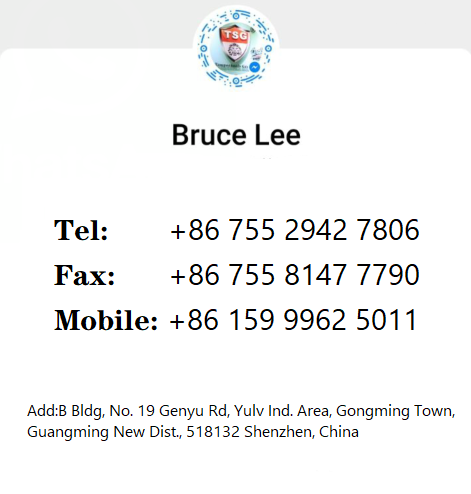 TSG
Bruce Lee
Tel: +86 755 2942 7806
Fax: +86 755 8147 7790
Mobile: +86 159 9962 5011
Add:B Bldg, No. 19 Genyu Rd, Yulv Ind. Area, Gongming Town,
Guangming New Dist., 518132 Shenzhen, China